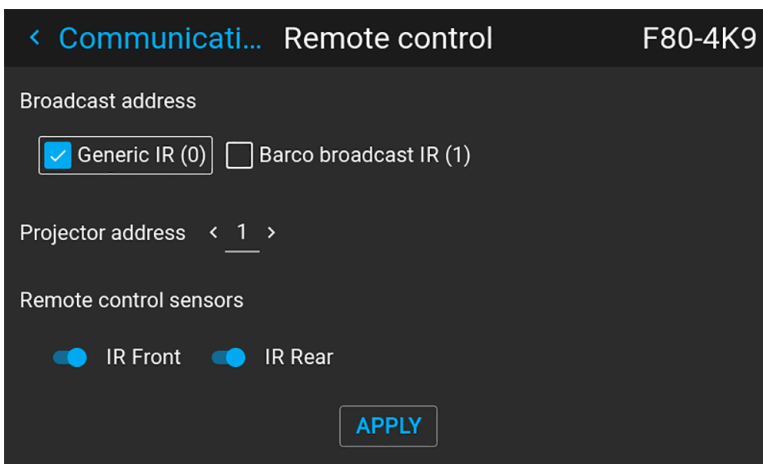 < Communicati... Remote control F80-4K9
Broadcast address
Generic IR (0) Barco broadcast IR (1)
Projector address < 1 >
Remote control sensors
IR Front IR Rear
APPLY